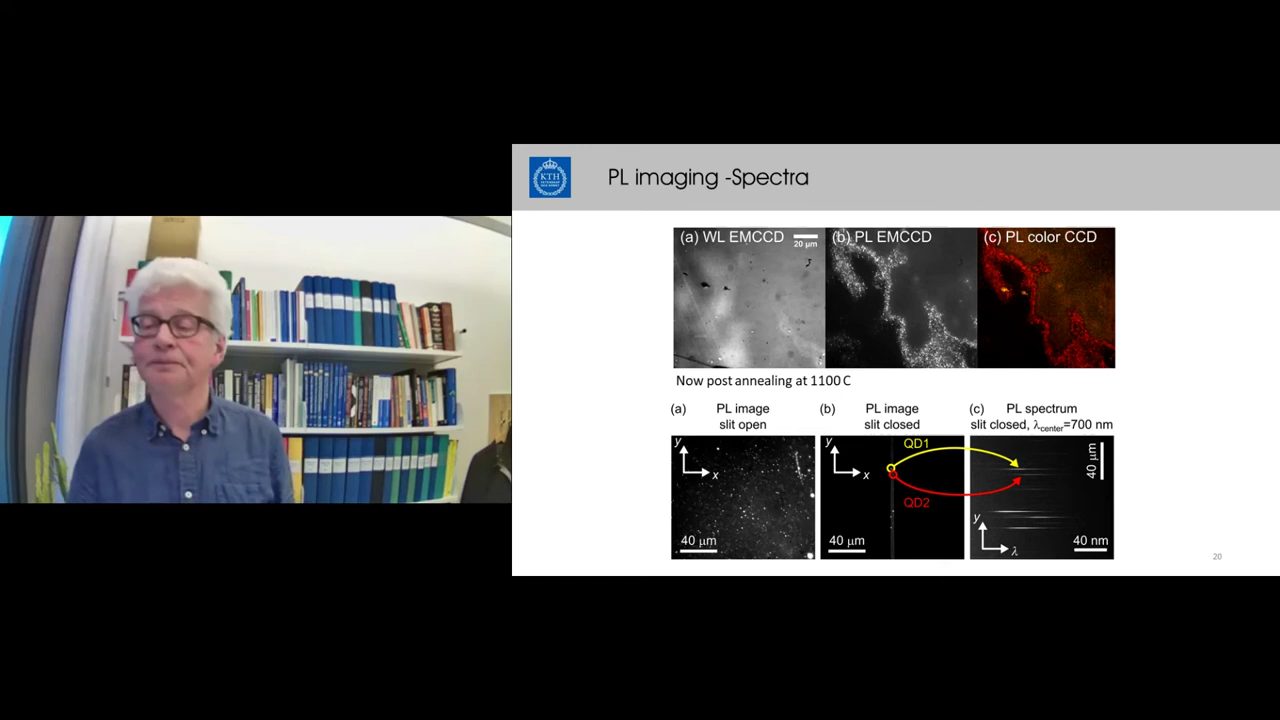 KTH
PL imaging -Spectra
(a) WL EMCCD
20 μm
(b) PL EMCCD
(c) PL color CCD
Now post annealing at 1100 C
(a) PL image
slit open
(b) PL image
slit closed
(c) PL spectrum
slit closed, λcenter=700 nm
y
x
40 μm
y
x
QD1
QD2
40 μm
40 μm
y
λ
40 nm
20